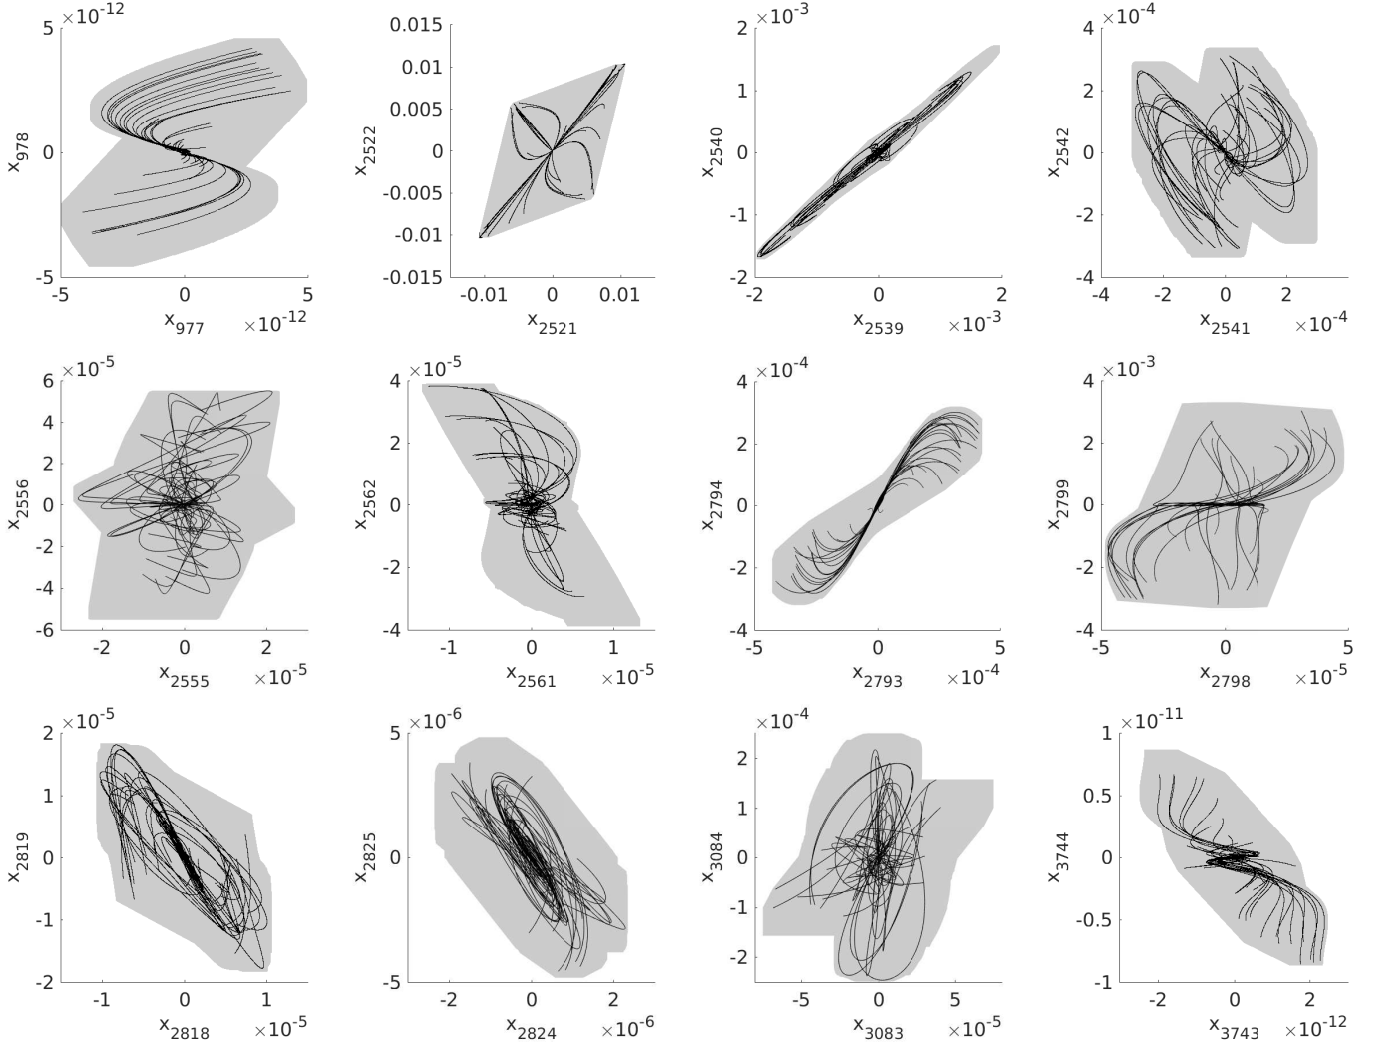 ×10⁻¹²
5
0
-5
x978
-5 0 5
x977 ×10⁻¹²
0.015
0.01
0.005
0
-0.005
-0.01
-0.015
x2522
-0.01 0 0.01
x2521
×10⁻³
2
1
0
-1
-2
x2540
-2 0 2
x2539 ×10⁻³
×10⁻⁴
4
2
0
-2
-4
x2542
-4 -2 0 2
x2541 ×10⁻⁴
×10⁻⁵
6
4
2
0
-2
-4
-6
x2556
-2 0 2
x2555 ×10⁻⁵
×10⁻⁵
4
2
0
-2
-4
x2562
-1 0 1
x2561 ×10⁻⁵
×10⁻⁴
4
2
0
-2
-4
x2794
-5 0 5
x2793 ×10⁻⁴
×10⁻³
4
2
0
-2
-4
x2799
-5 0 5
x2798 ×10⁻⁵
×10⁻⁵
2
1
0
-1
-2
x2819
-1 0 1
x2818 ×10⁻⁵
×10⁻⁶
5
0
-5
x2825
-2 0 2
x2824 ×10⁻⁶
×10⁻⁴
2
1
0
-1
-2
x3084
-5 0 5
x3083 ×10⁻⁵
×10⁻¹¹
1
0.5
0
-0.5
-1
x3744
-2 0 2
x3743 ×10⁻¹²